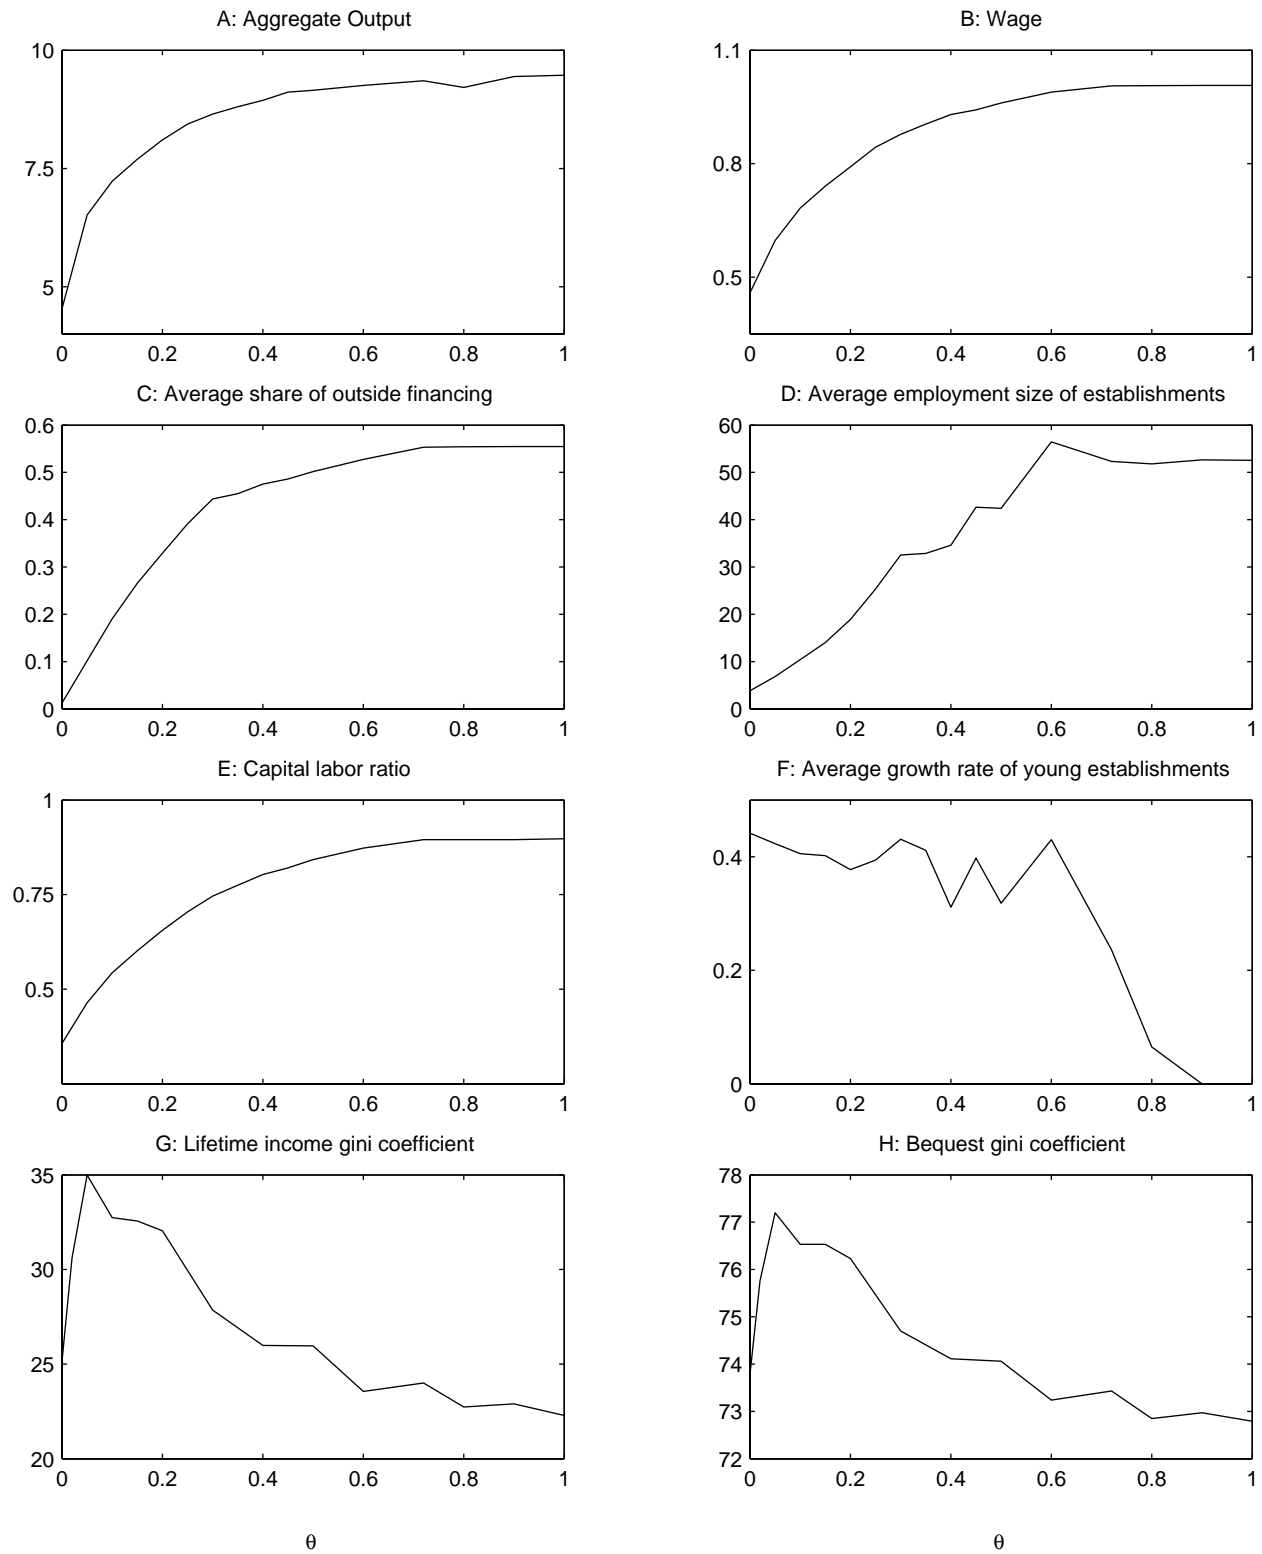 A: Aggregate Output
10
7.5
5
0 0.2 0.4 0.6 0.8 1
B: Wage
1.1
0.8
0.5
0 0.2 0.4 0.6 0.8 1
C: Average share of outside financing
0.6
0.5
0.4
0.3
0.2
0.1
0
0 0.2 0.4 0.6 0.8 1
D: Average employment size of establishments
60
50
40
30
20
10
0
0 0.2 0.4 0.6 0.8 1
E: Capital labor ratio
1
0.75
0.5
0 0.2 0.4 0.6 0.8 1
F: Average growth rate of young establishments
0.4
0.2
0
0 0.2 0.4 0.6 0.8 1
G: Lifetime income gini coefficient
35
30
25
20
0 0.2 0.4 0.6 0.8 1
θ
H: Bequest gini coefficient
78
77
76
75
74
73
72
0 0.2 0.4 0.6 0.8 1
θ